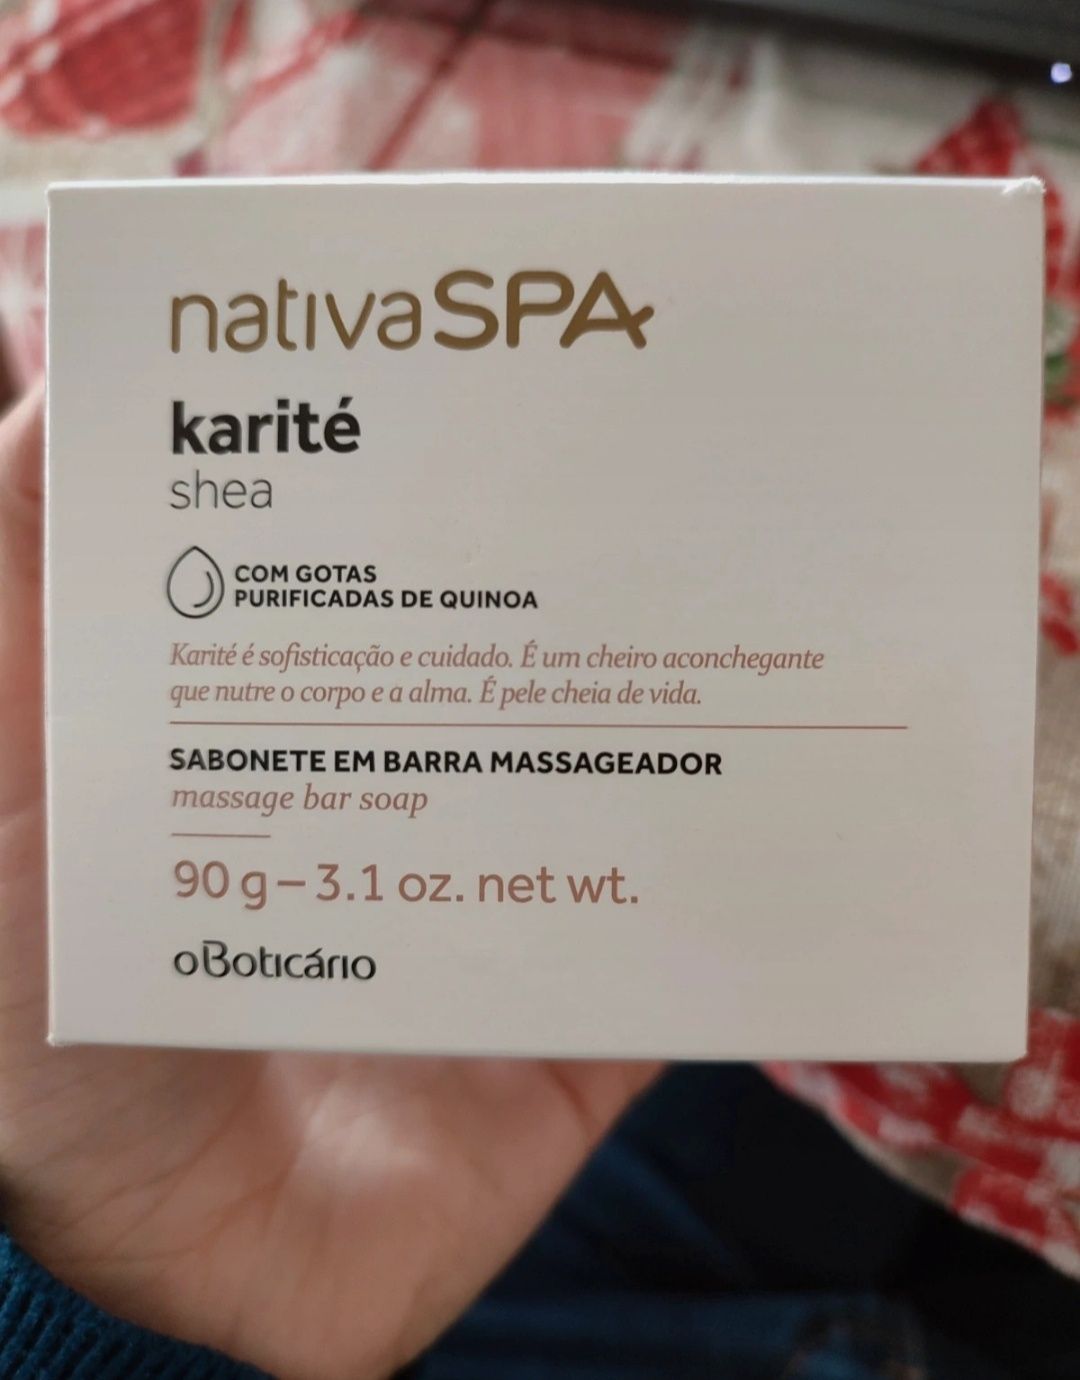 nativaSPA
karité
shea
COM GOTAS
PURIFICADAS DE QUINOA
Karité é sofisticação e cuidado. É um cheiro aconchegante
que nutre o corpo e a alma. É pele cheia de vida.
SABONETE EM BARRA MASSAGEADOR
massage bar soap
90 g – 3.1 oz. net wt.
oBoticário